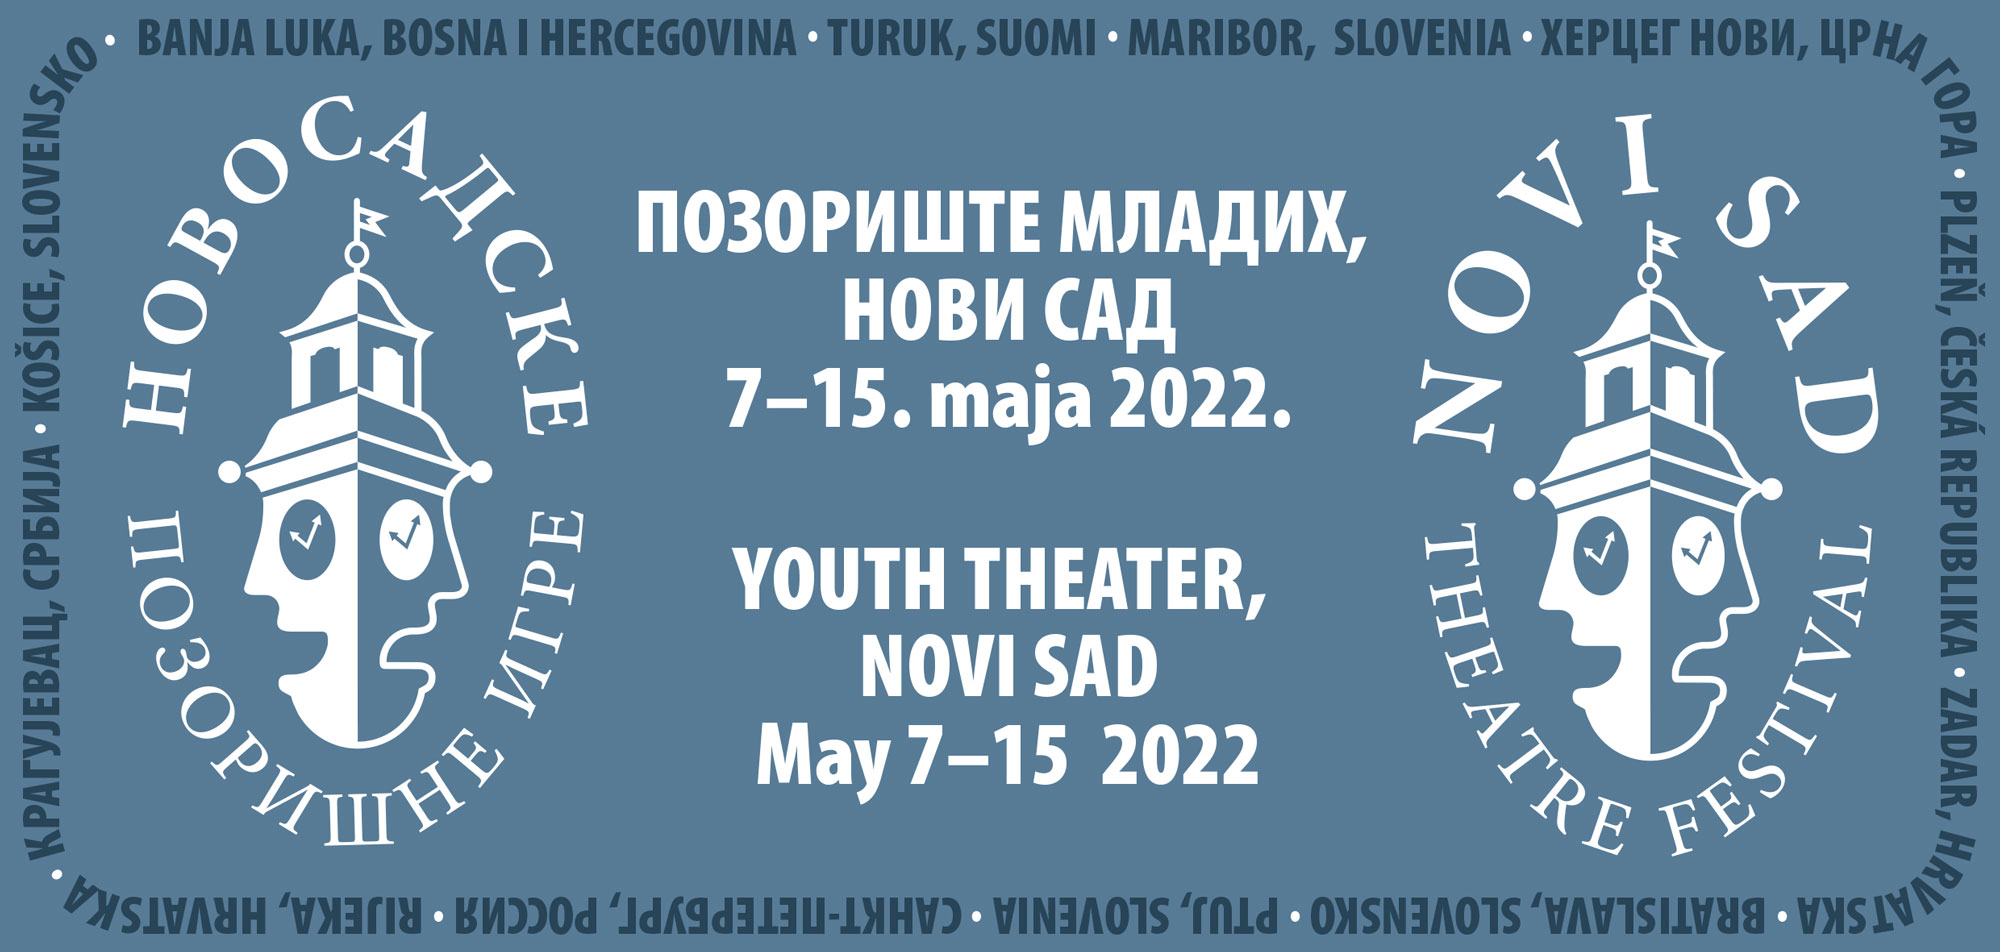 BANJA LUKA, BOSNA I HERCEGOVINA • TURUK, SUOMI • MARIBOR, SLOVENIA • ХЕРЦЕГ НОВИ, ЦРНА ГОРА • PLZEŇ, ČESKÁ REPUBLIKA • ZADAR, HRVATSKA • BRATISLAVA, SLOVENSKO • PTUJ, SLOVENIA • САНКТ-ПЕТЕРБУРГ, РОССИЯ • RIJEKA, HRVATSKA • КРАГУЈЕВАЦ, СРБИЈА • KOŠICE, SLOVENSKO •
НОВОСАДСКЕ
ПОЗОРИШНЕ ИГРЕ
ПОЗОРИШТЕ МЛАДИХ,
НОВИ САД
7–15. maja 2022.
YOUTH THEATER,
NOVI SAD
May 7–15 2022
NOVI SAD
THEATRE FESTIVAL